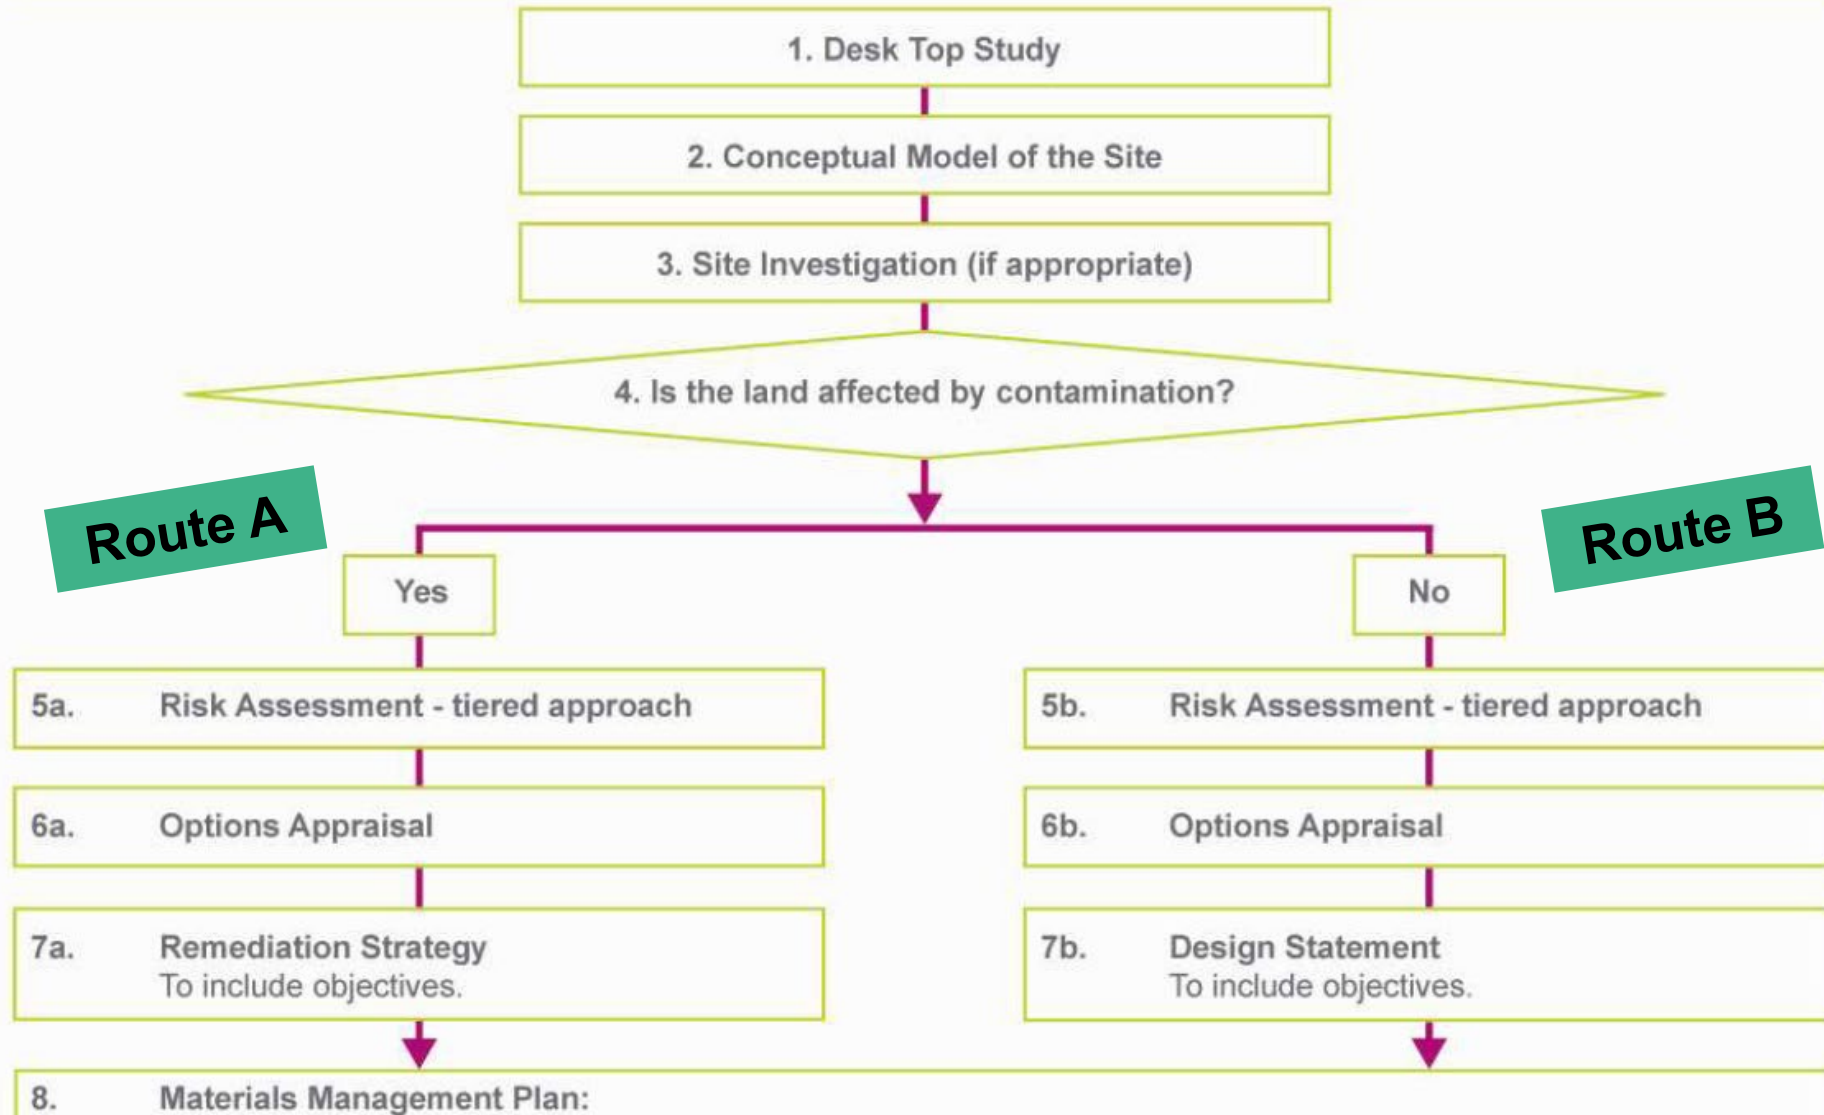 1. Desk Top Study
2. Conceptual Model of the Site
3. Site Investigation (if appropriate)
4. Is the land affected by contamination?
Route A
Route B
Yes
No
5a. Risk Assessment - tiered approach
5b. Risk Assessment - tiered approach
6a. Options Appraisal
6b. Options Appraisal
7a. Remediation Strategy
To include objectives.
7b. Design Statement
To include objectives.
8. Materials Management Plan: